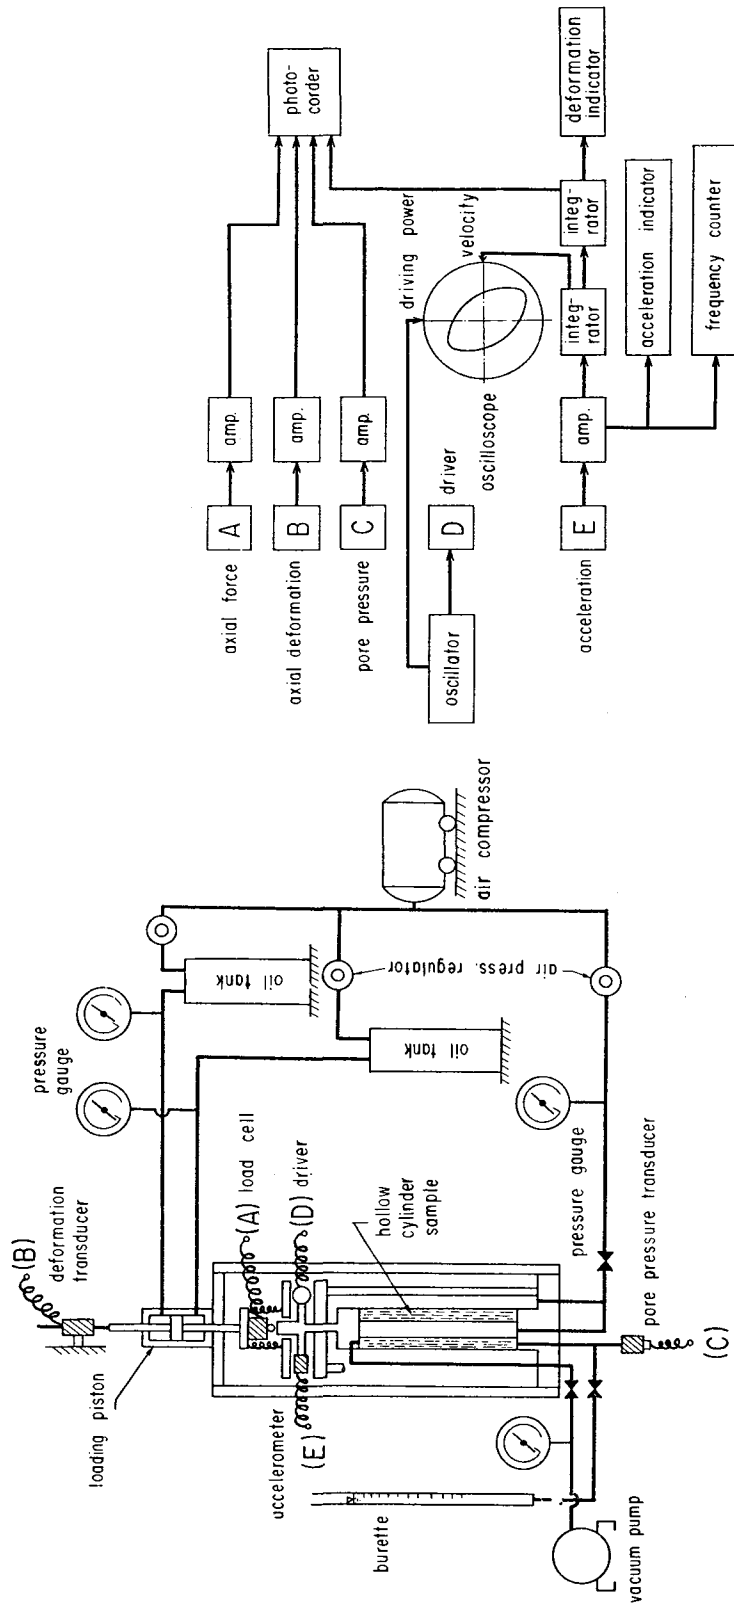 (B)
deformation
transducer
loading piston
pressure
gauge
oil tank
oil tank
air press. regulator
air compressor
(A) load cell
(D) driver
uccelerometer
(E)
hollow
cylinder
sample
pressure gauge
pore pressure transducer
(C)
burette
vacuum pump
axial force
A
amp.
axial deformation
B
amp.
pore pressure
C
amp.
photo-
corder
oscillator
D
driver
driving power
velocity
oscilloscope
acceleration
E
amp.
integ-
rator
integ-
rator
deformation
indicator
acceleration indicator
frequency counter